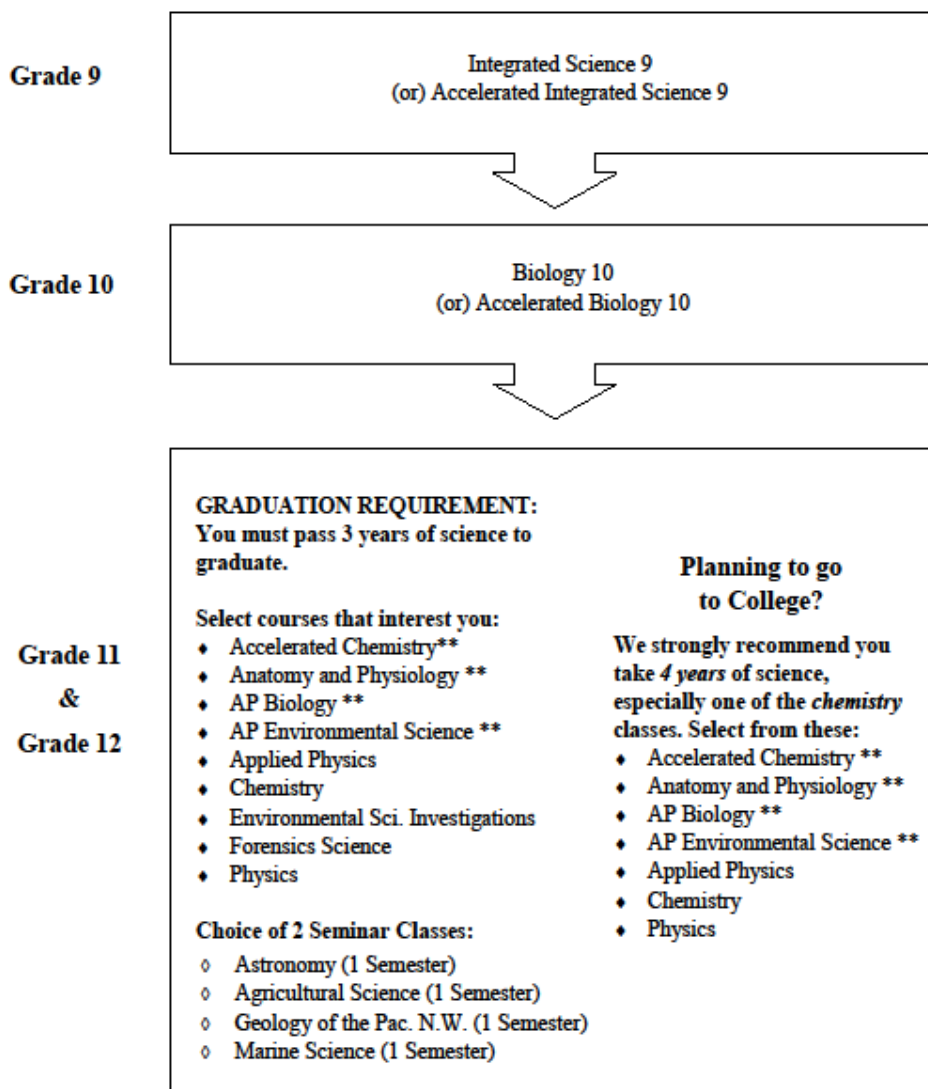 Grade 9
Integrated Science 9
(or) Accelerated Integrated Science 9
Grade 10
Biology 10
(or) Accelerated Biology 10
Grade 11
&
Grade 12
GRADUATION REQUIREMENT:
You must pass 3 years of science to
graduate.
Select courses that interest you:
♦ Accelerated Chemistry**
♦ Anatomy and Physiology **
♦ AP Biology **
♦ AP Environmental Science **
♦ Applied Physics
♦ Chemistry
♦ Environmental Sci. Investigations
♦ Forensics Science
♦ Physics
Choice of 2 Seminar Classes:
◊ Astronomy (1 Semester)
◊ Agricultural Science (1 Semester)
◊ Geology of the Pac. N.W. (1 Semester)
◊ Marine Science (1 Semester)
Planning to go
to College?
We strongly recommend you
take 4 years of science,
especially one of the chemistry
classes. Select from these:
♦ Accelerated Chemistry **
♦ Anatomy and Physiology **
♦ AP Biology **
♦ AP Environmental Science **
♦ Applied Physics
♦ Chemistry
♦ Physics